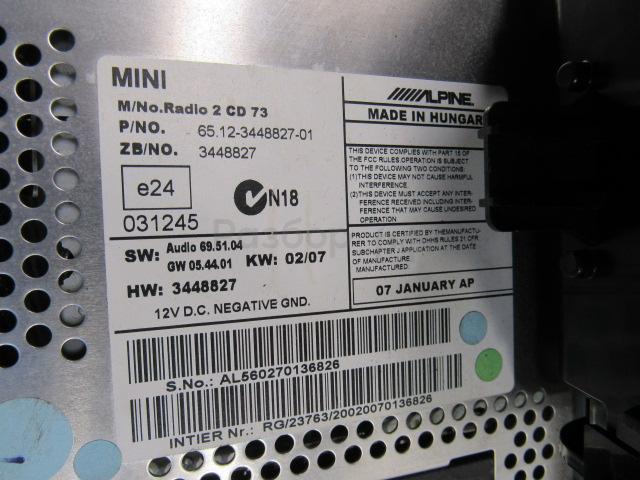 MINI
M/No.Radio 2 CD 73
P/NO. 65.12-3448827-01
ZB/NO. 3448827
e24
N18
031245
SW: Audio 69.51.04
GW 05.44.01
KW: 02/07
HW: 3448827
12V D.C. NEGATIVE GND.
ALPINE
MADE IN HUNGAR
THIS DEVICE COMPLIES WITH PART 15 OF
THE FCC RULES.OPERATION IS SUBJECT
TO THE FOLLOWING TWO CONDITIONS:
(1)THIS DEVICE MAY NOT CAUSE HARMFUL
INTERFERENCE.
(2)THIS DEVICE MUST ACCEPT ANY INTER-
FERENCE RECEIVED INCLUDING INTER-
FERENCE THAT MAY CAUSE UNDESIRED
OPERATION
PRODUCT IS CERTIFIED BY THEMANUFACTU-
RER TO COMPLY WITH DHHS RULES 21 CFR
SUBCHAPTER J APPLICATION AT THE DATE
OF MANUFACTURE.
MANUFACTURED.
07 JANUARY AP
S.No.: AL560270136826
INTIER Nr.: RG/23763/20020070136826